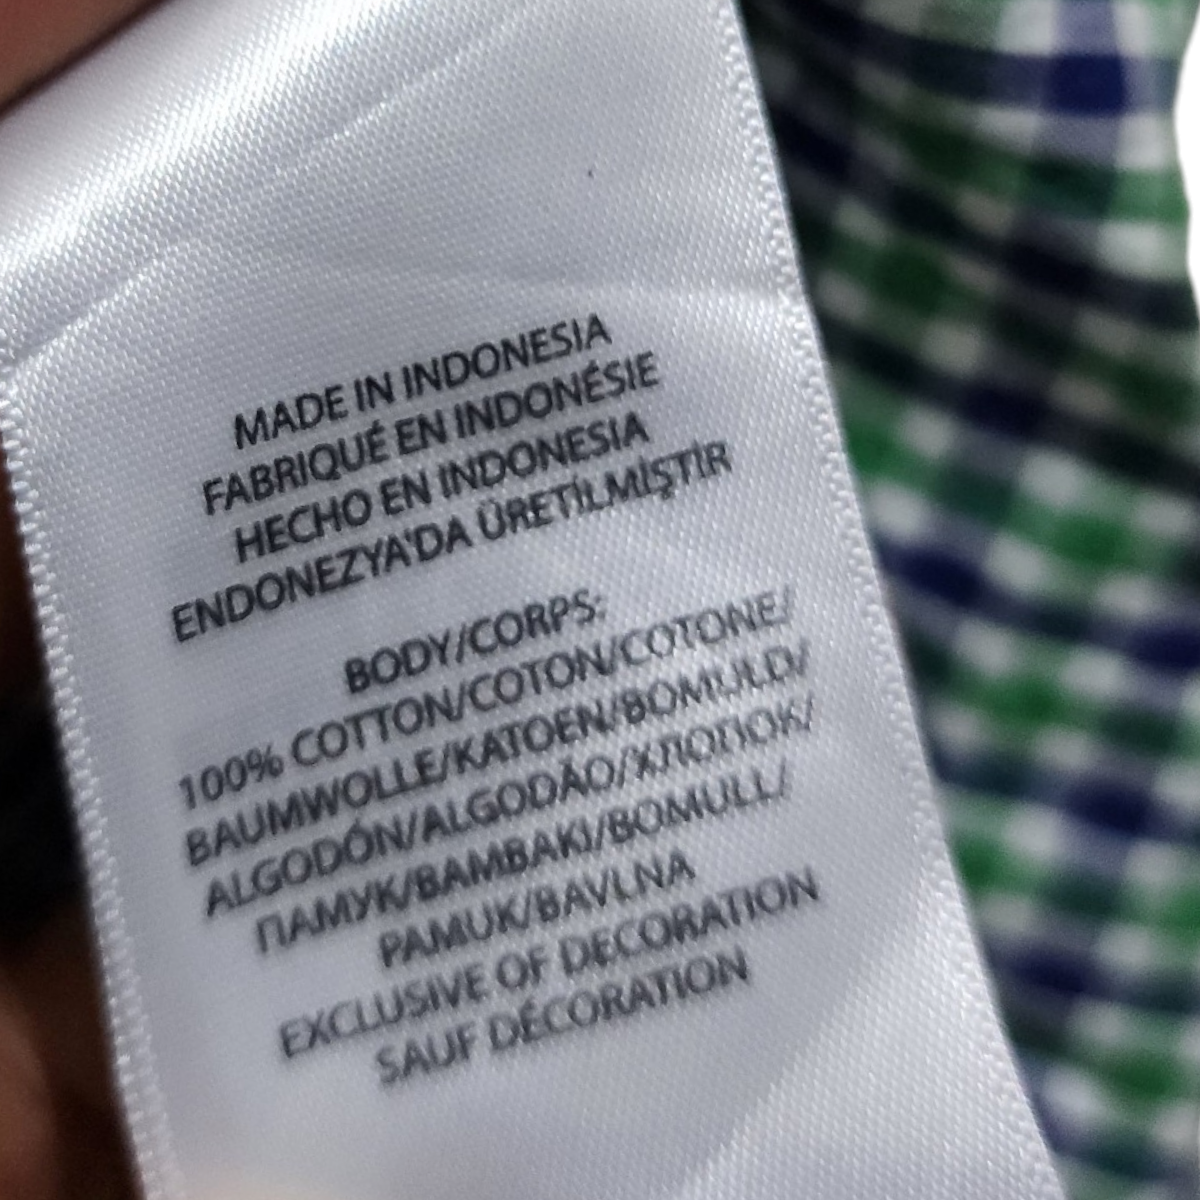 MADE IN INDONESIA
FABRIQUÉ EN INDONÉSIE
HECHO EN INDONESIA
ENDONEZYA'DA ÜRETİLMİŞTİR
BODY/CORPS:
100% COTTON/COTON/COTONE/
BAUMWOLLE/KATOEN/BOMULD/
ALGODÓN/ALGODÃO/ХЛОПОК/
ПАМУК/BAMBAKI/BOMULL/
PAMUK/BAVLNA
EXCLUSIVE OF DECORATION
SAUF DÉCORATION